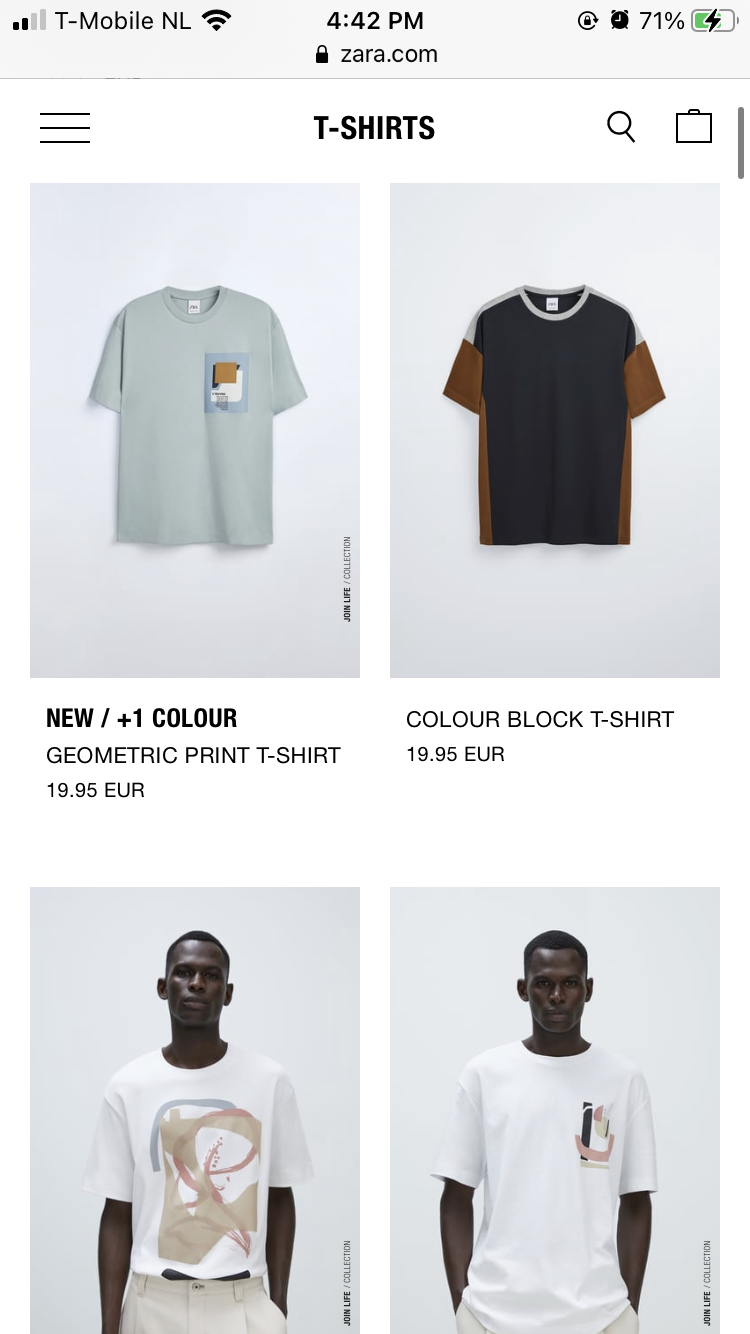 T-Mobile NL 4:42 PM 71%
zara.com
T-SHIRTS
JOIN LIFE / COLLECTION
NEW / +1 COLOUR
GEOMETRIC PRINT T-SHIRT
19.95 EUR
COLOUR BLOCK T-SHIRT
19.95 EUR
JOIN LIFE / COLLECTION
JOIN LIFE / COLLECTION